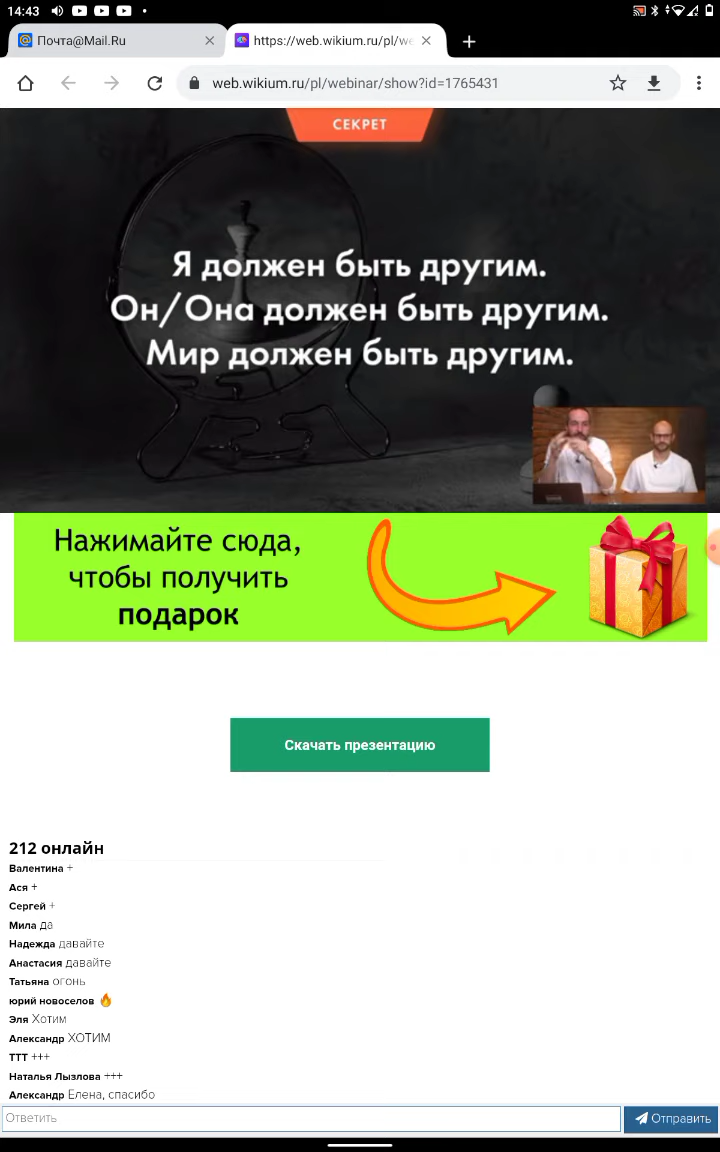 14:43
Почта@Mail.Ru
https://web.wikium.ru/pl/we
web.wikium.ru/pl/webinar/show?id=1765431
СЕКРЕТ
Я должен быть другим.
Он/Она должен быть другим.
Мир должен быть другим.
Нажимайте сюда,
чтобы получить
подарок
Скачать презентацию
212 онлайн
Валентина +
Ася +
Сергей +
Мила да
Надежда давайте
Анастасия давайте
Татьяна огонь
юрий новоселов 🔥
Эля Хотим
Александр ХОТИМ
ТТТ +++
Наталья Лызлова +++
Александр Елена, спасибо
Ответить
Отправить